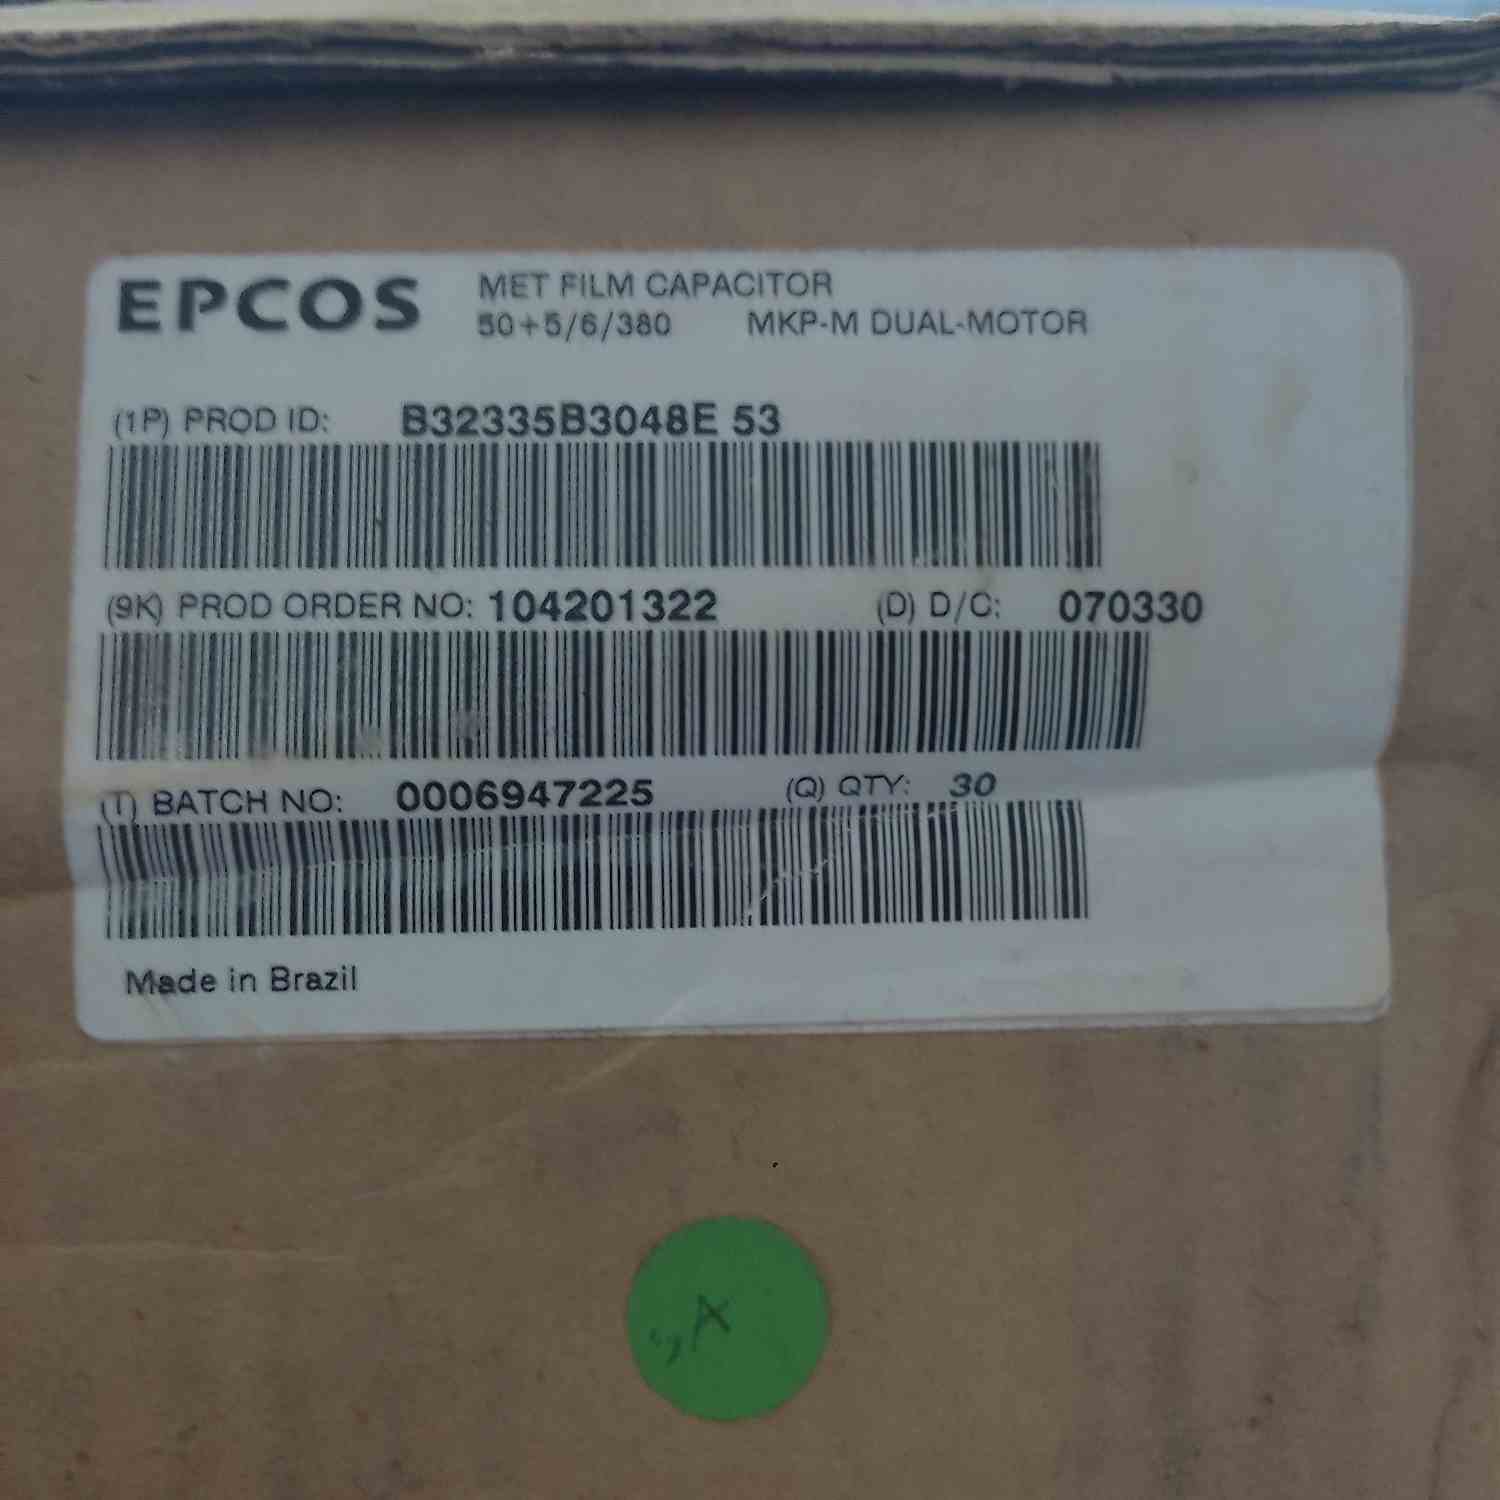 EPCOS
MET FILM CAPACITOR
50+5/6/380 MKP-M DUAL-MOTOR
(1P) PROD ID: B32335B3048E 53
(9K) PROD ORDER NO: 104201322 (D) D/C: 070330
(T) BATCH NO: 0006947225 (Q) QTY: 30
Made in Brazil
A